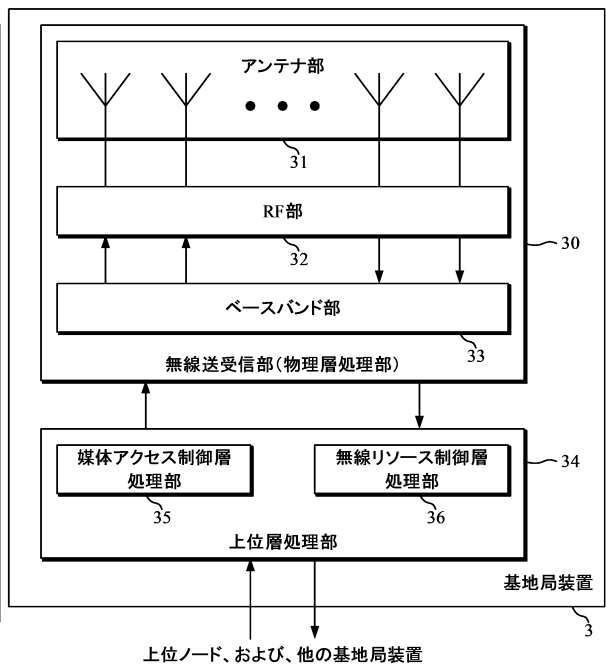 アンテナ部
31
RF部
32
30
ベースバンド部
33
無線送受信部(物理層処理部)
媒体アクセス制御層
処理部
35
無線リソース制御層
処理部
36
34
上位層処理部
基地局装置
3
上位ノード、および、他の基地局装置